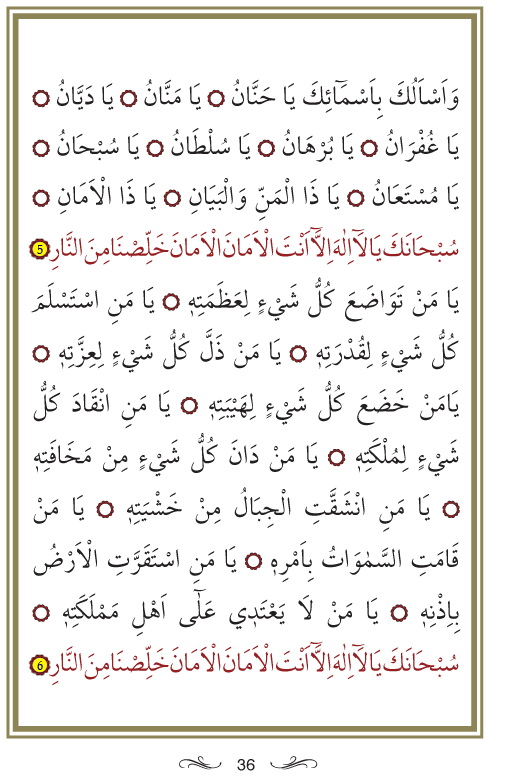 وَاَسْاَلُكَ بِاَسْمَآئِكَ يَا حَنَّانُ ۞ يَا مَنَّانُ ۞ يَا دَيَّانُ ۞
يَا غُفْرَانُ ۞ يَا بُرْهَانُ ۞ يَا سُلْطَانُ ۞ يَا سُبْحَانُ ۞
يَا مُسْتَعَانُ ۞ يَا ذَا الْمَنِّ وَالْبَيَانِ ۞ يَا ذَا الْاَمَانِ ۞
سُبْحَانَكَ يَا لَآ اِلٰهَ اِلَّآ اَنْتَ الْاَمَانَ الْاَمَانَ خَلِّصْنَا مِنَ النَّارِ 5
يَا مَنْ تَوَاضَعَ كُلُّ شَيْءٍ لِعَظَمَتِهٖ ۞ يَا مَنِ اسْتَسْلَمَ
كُلُّ شَيْءٍ لِقُدْرَتِهٖ ۞ يَا مَنْ ذَلَّ كُلُّ شَيْءٍ لِعِزَّتِهٖ ۞
يَامَنْ خَضَعَ كُلُّ شَيْءٍ لِهَيْبَتِهٖ ۞ يَا مَنِ انْقَادَ كُلُّ
شَيْءٍ لِمُلْكَتِهٖ ۞ يَا مَنْ دَانَ كُلُّ شَيْءٍ مِنْ مَخَافَتِهٖ
۞ يَا مَنِ انْشَقَّتِ الْجِبَالُ مِنْ خَشْيَتِهٖ ۞ يَا مَنْ
قَامَتِ السَّمٰوَاتُ بِاَمْرِهٖ ۞ يَا مَنِ اسْتَقَرَّتِ الْاَرْضُ
بِاِذْنِهٖ ۞ يَا مَنْ لَا يَعْتَدٖي عَلٰٓى اَهْلِ مَمْلَكَتِهٖ ۞
سُبْحَانَكَ يَا لَآ اِلٰهَ اِلَّآ اَنْتَ الْاَمَانَ الْاَمَانَ خَلِّصْنَا مِنَ النَّارِ 6
36